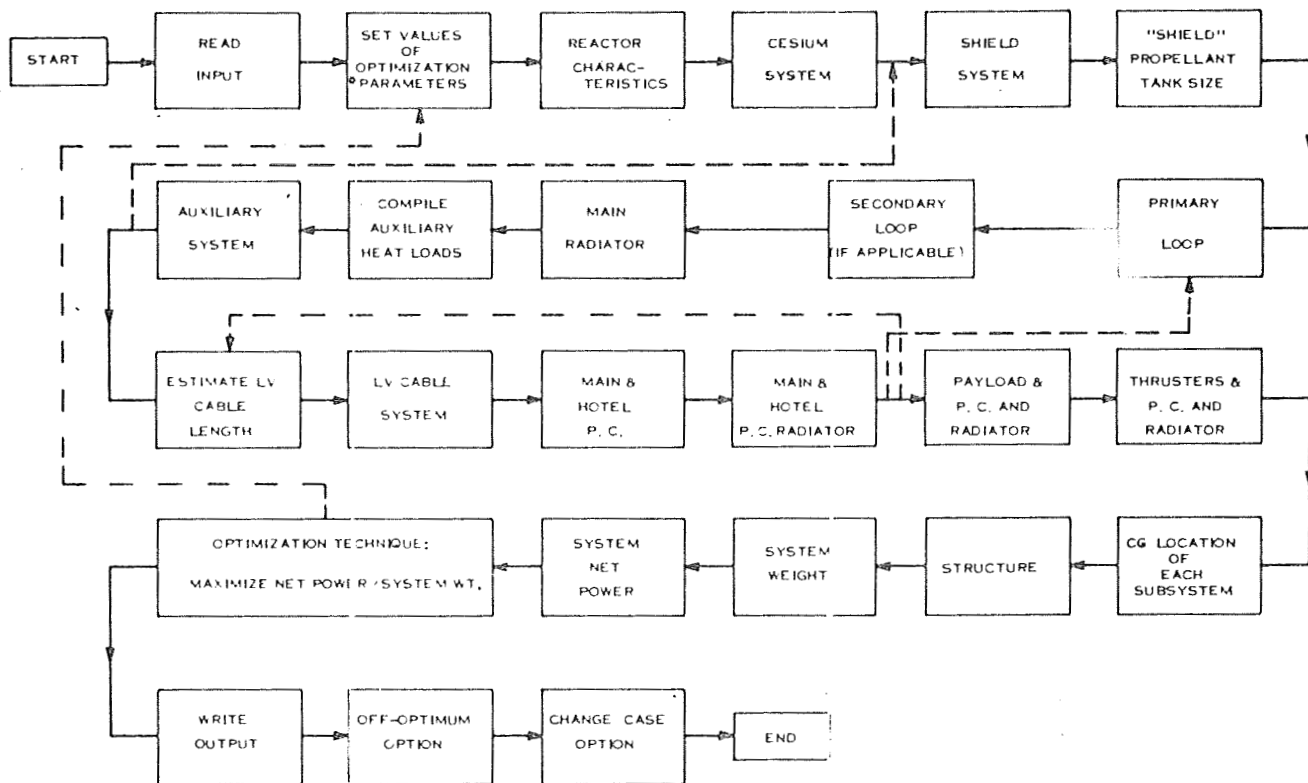 START
READ
INPUT
SET VALUES
OF
OPTIMIZATION
PARAMETERS
REACTOR
CHARAC-
TERISTICS
CESIUM
SYSTEM
SHIELD
SYSTEM
"SHIELD"
PROPELLANT
TANK SIZE
AUXILIARY
SYSTEM
COMPILE
AUXILIARY
HEAT LOADS
MAIN
RADIATOR
SECONDARY
LOOP
(IF APPLICABLE)
PRIMARY
LOOP
ESTIMATE LV
CABLE
LENGTH
LV CABLE
SYSTEM
MAIN &
HOTEL
P. C.
MAIN &
HOTEL
P. C. RADIATOR
PAYLOAD &
P. C. AND
RADIATOR
THRUSTERS &
P. C. AND
RADIATOR
OPTIMIZATION TECHNIQUE:
MAXIMIZE NET POWER/SYSTEM WT.
SYSTEM
NET
POWER
SYSTEM
WEIGHT
STRUCTURE
CG LOCATION
OF
EACH
SUBSYSTEM
WRITE
OUTPUT
OFF-OPTIMUM
OPTION
CHANGE CASE
OPTION
END